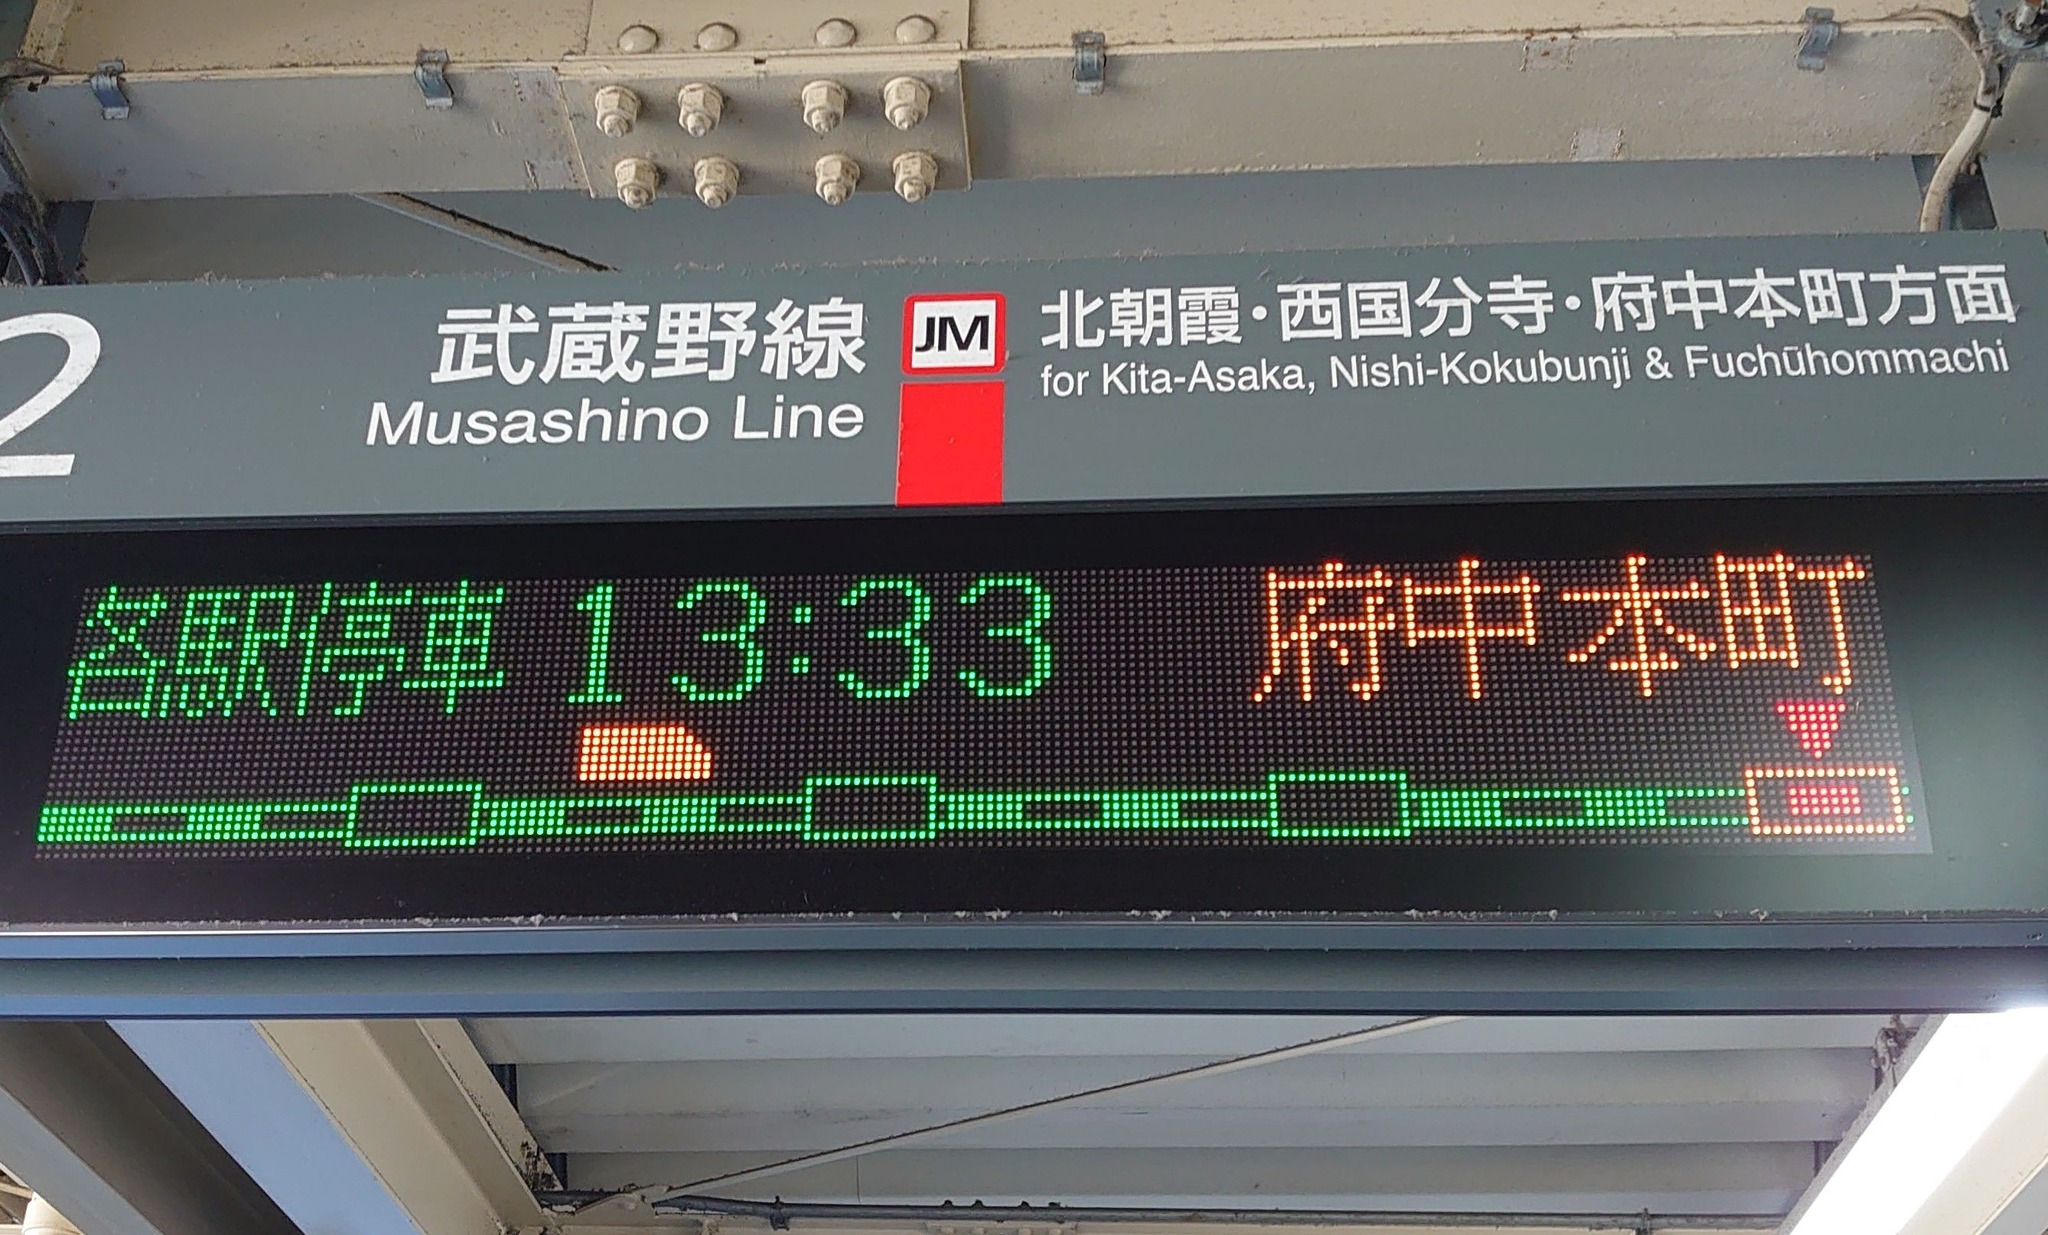 2
武蔵野線
Musashino Line
JM
北朝霞・西国分寺・府中本町方面
for Kita-Asaka, Nishi-Kokubunji & Fuchūhommachi
各駅停車 13:33 府中本町